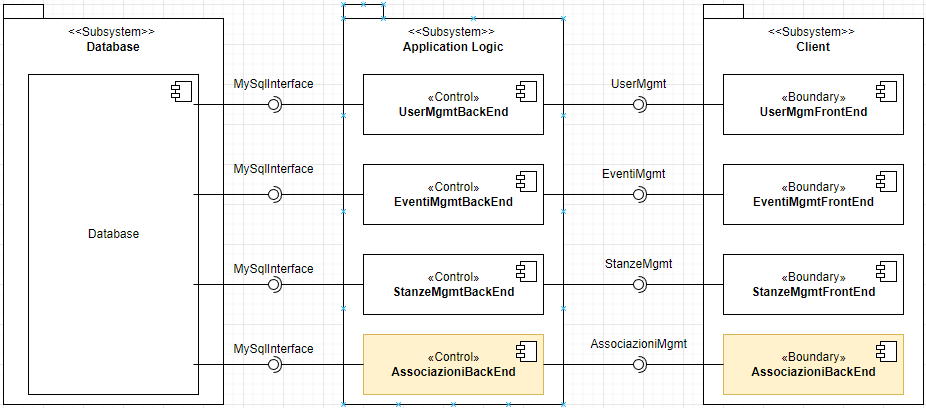 <<Subsystem>>
Database
MySqlInterface
MySqlInterface
Database
MySqlInterface
MySqlInterface
<<Subsystem>>
Application Logic
«Control»
UserMgmtBackEnd
«Control»
EventiMgmtBackEnd
«Control»
StanzeMgmtBackEnd
«Control»
AssociazioniBackEnd
UserMgmt
EventiMgmt
StanzeMgmt
AssociazioniMgmt
<<Subsystem>>
Client
«Boundary»
UserMgmFrontEnd
«Boundary»
EventiMgmtFrontEnd
«Boundary»
StanzeMgmtFrontEnd
«Boundary»
AssociazioniBackEnd